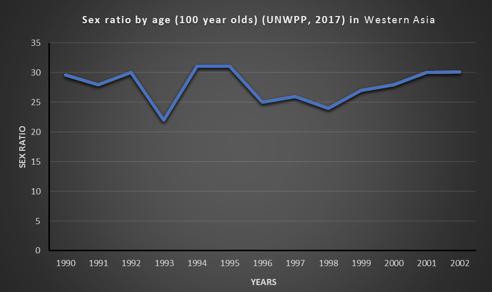 Sex ratio by age (100 year olds) (UNWPP, 2017) in Western Asia
35
30
25
20
15
10
5
0
SEX RATIO
1990 1991 1992 1993 1994 1995 1996 1997 1998 1999 2000 2001 2002
YEARS